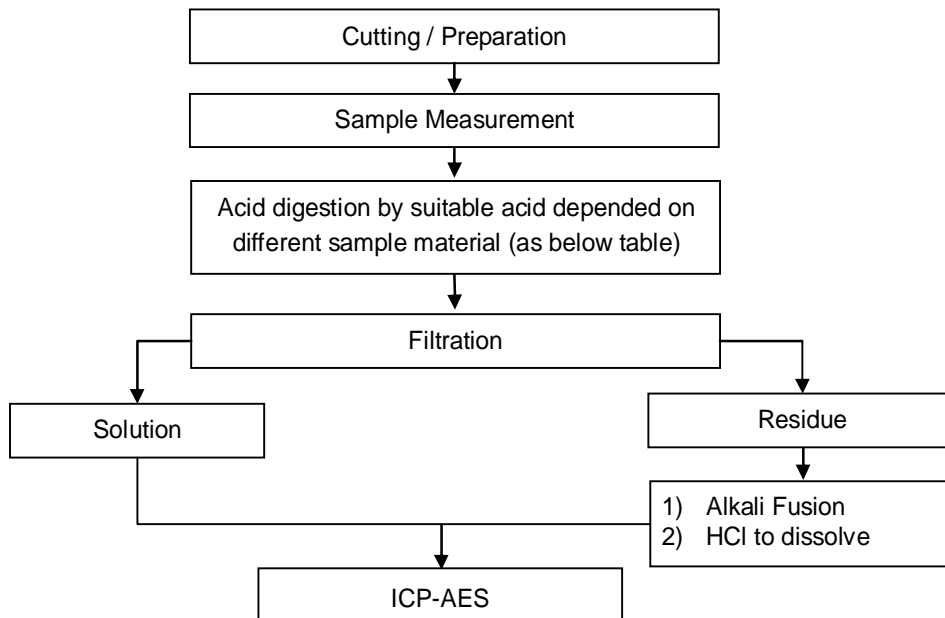 Cutting / Preparation
Sample Measurement
Acid digestion by suitable acid depended on
different sample material (as below table)
Filtration
Solution
Residue
1) Alkali Fusion
2) HCl to dissolve
ICP-AES